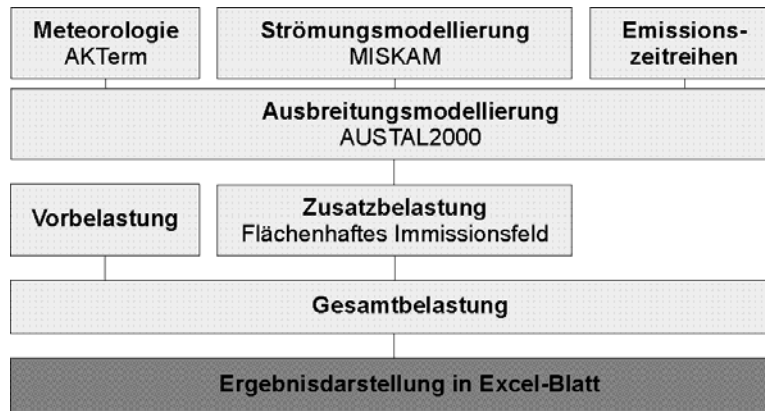 Meteorologie
AKTerm
Strömungsmodellierung
MISKAM
Emissions-
zeitreihen
Ausbreitungsmodellierung
AUSTAL2000
Vorbelastung
Zusatzbelastung
Flächenhaftes Immissionsfeld
Gesamtbelastung
Ergebnisdarstellung in Excel-Blatt